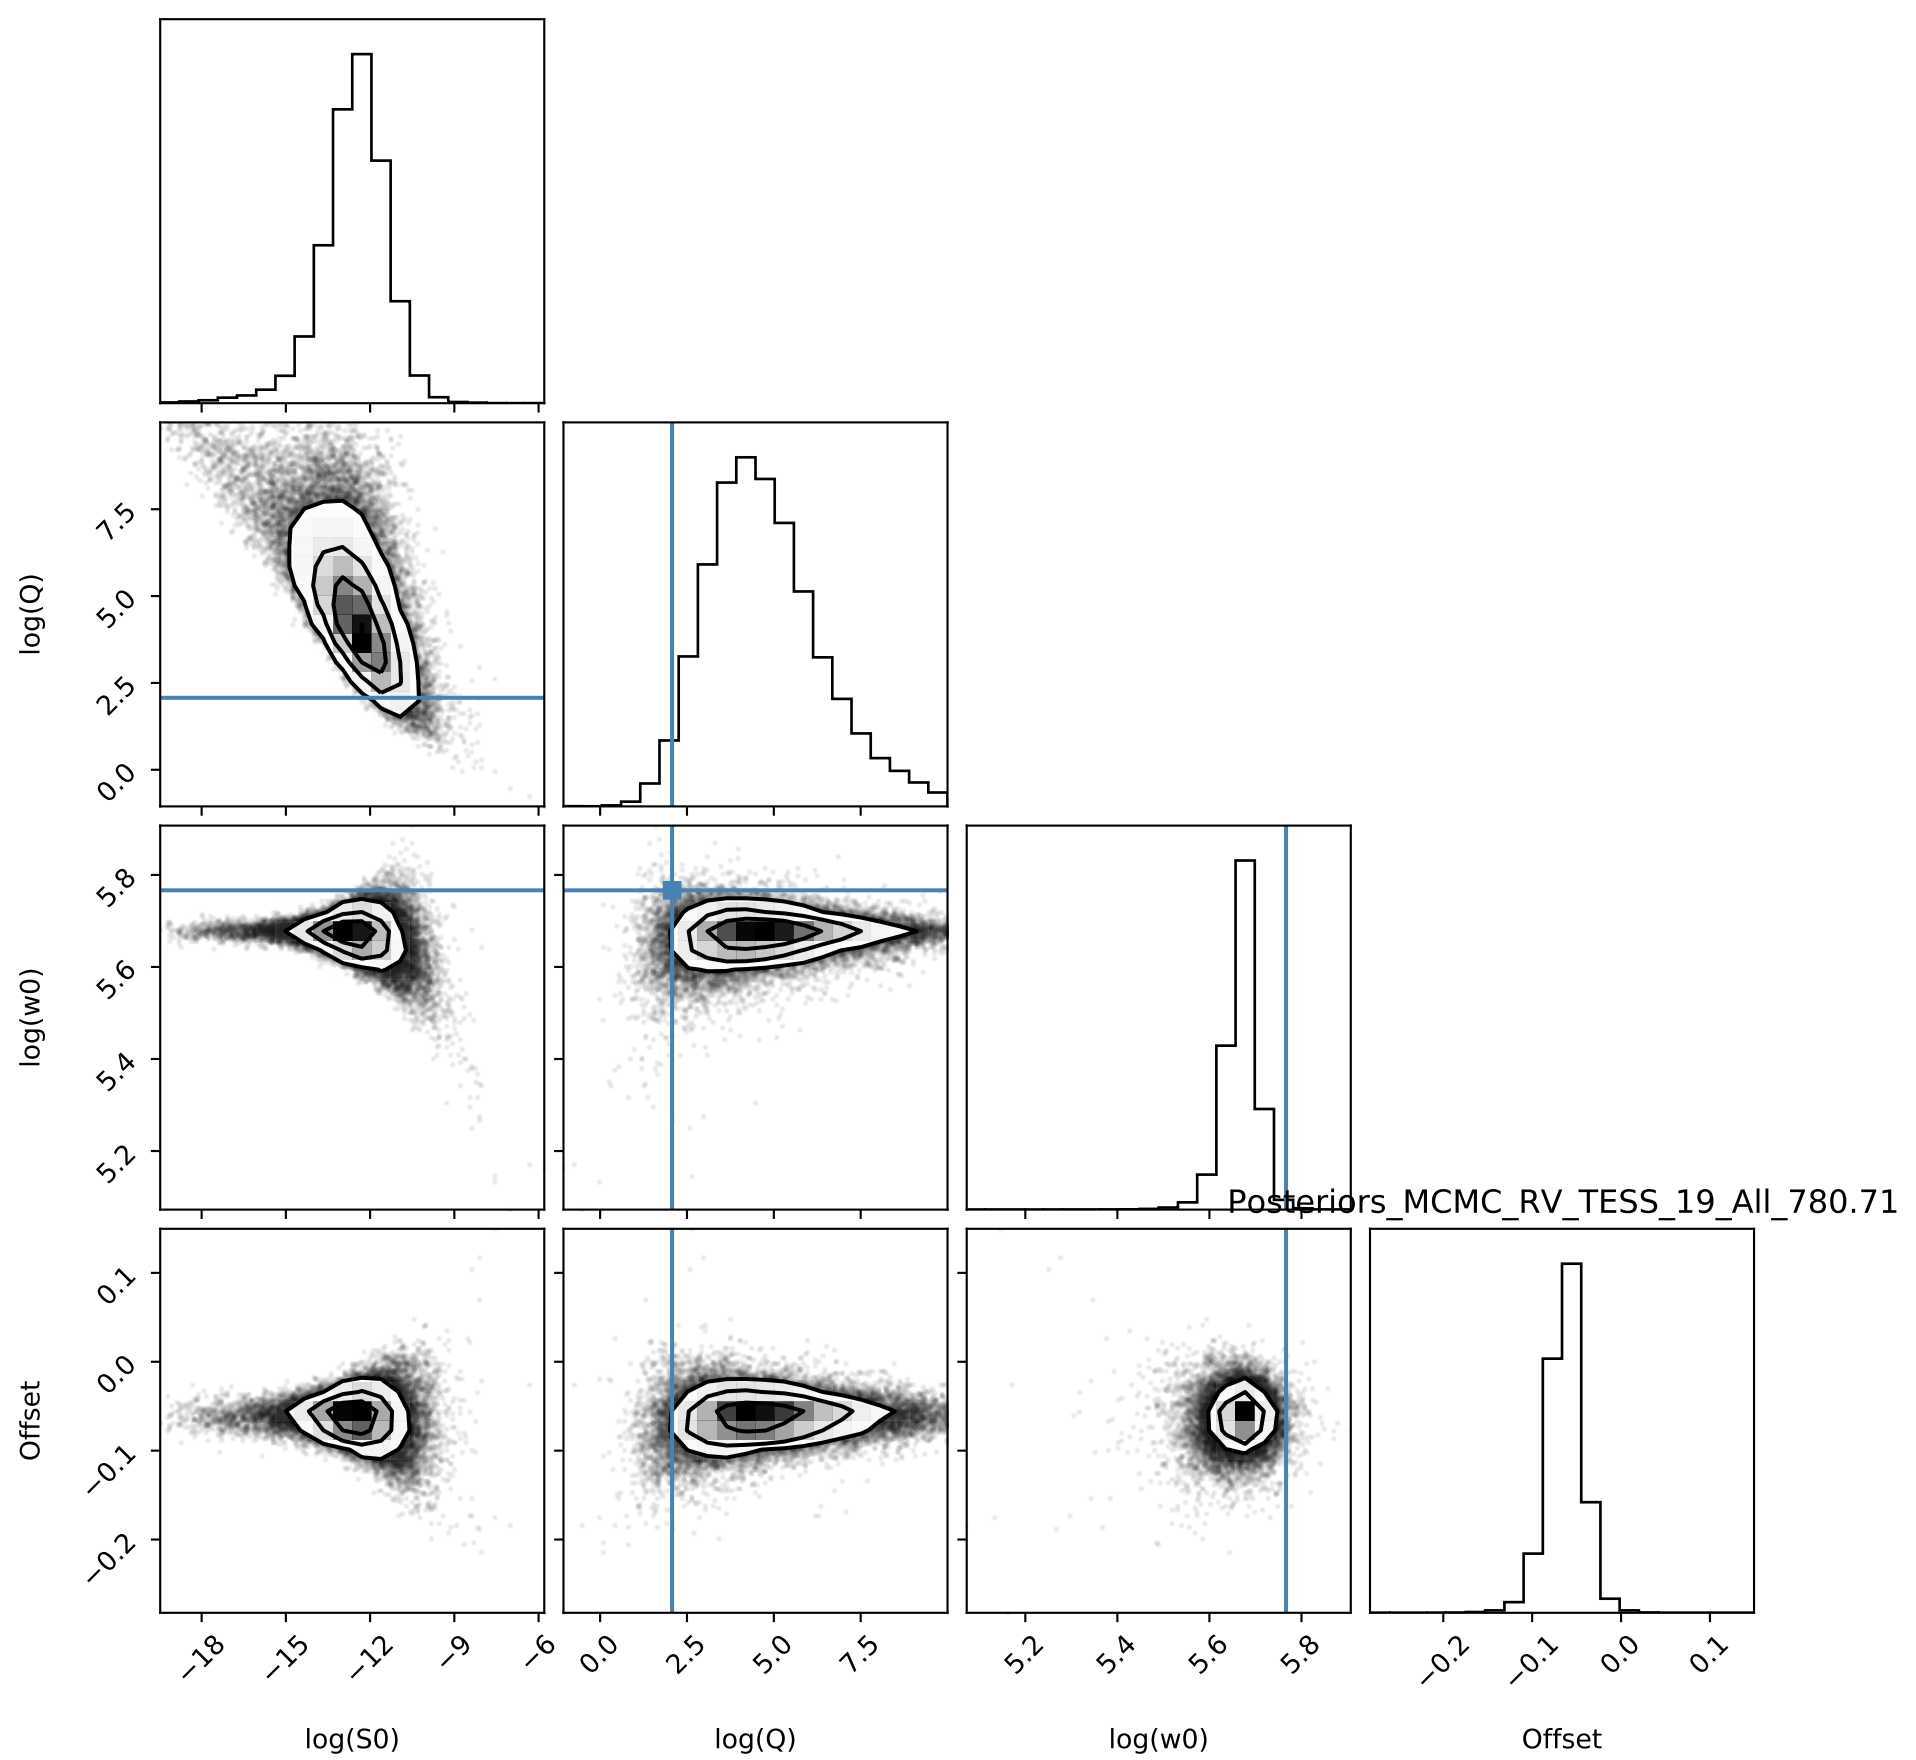 log(Q)
7.5
5.0
2.5
0.0
log(w0)
5.8
5.6
5.4
5.2
Posteriors_MCMC_RV_TESS_19_All_780.71
Offset
0.1
0.0
−0.1
−0.2
−18 −15 −12 −9 −6 0.0 2.5 5.0 7.5 5.2 5.4 5.6 5.8 −0.2 −0.1 0.0 0.1
log(S0) log(Q) log(w0) Offset